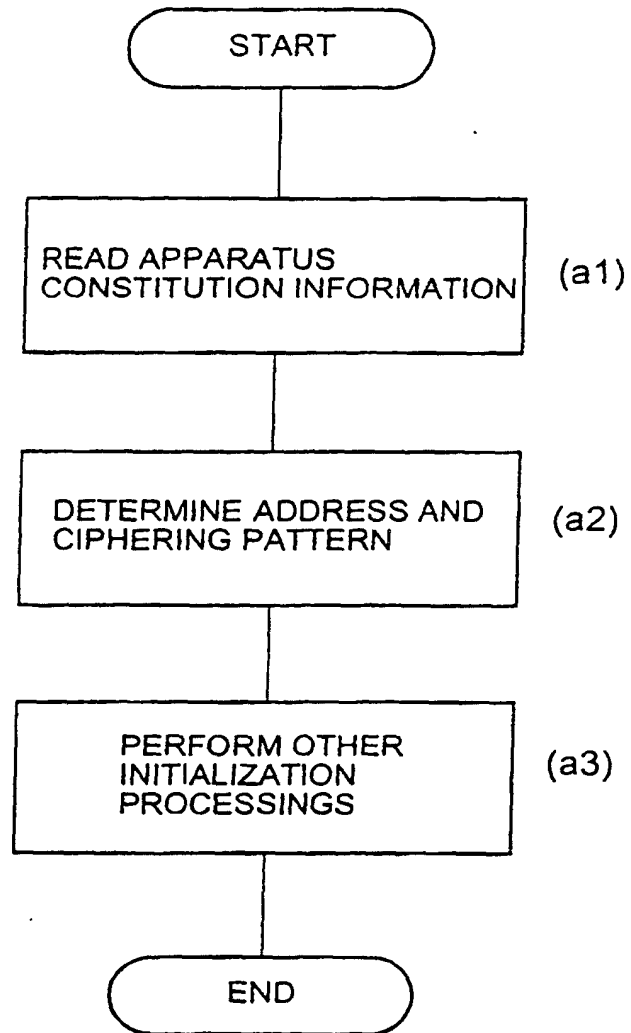 START
READ APPARATUS
CONSTITUTION INFORMATION
(a1)
DETERMINE ADDRESS AND
CIPHERING PATTERN
(a2)
PERFORM OTHER
INITIALIZATION
PROCESSINGS
(a3)
END